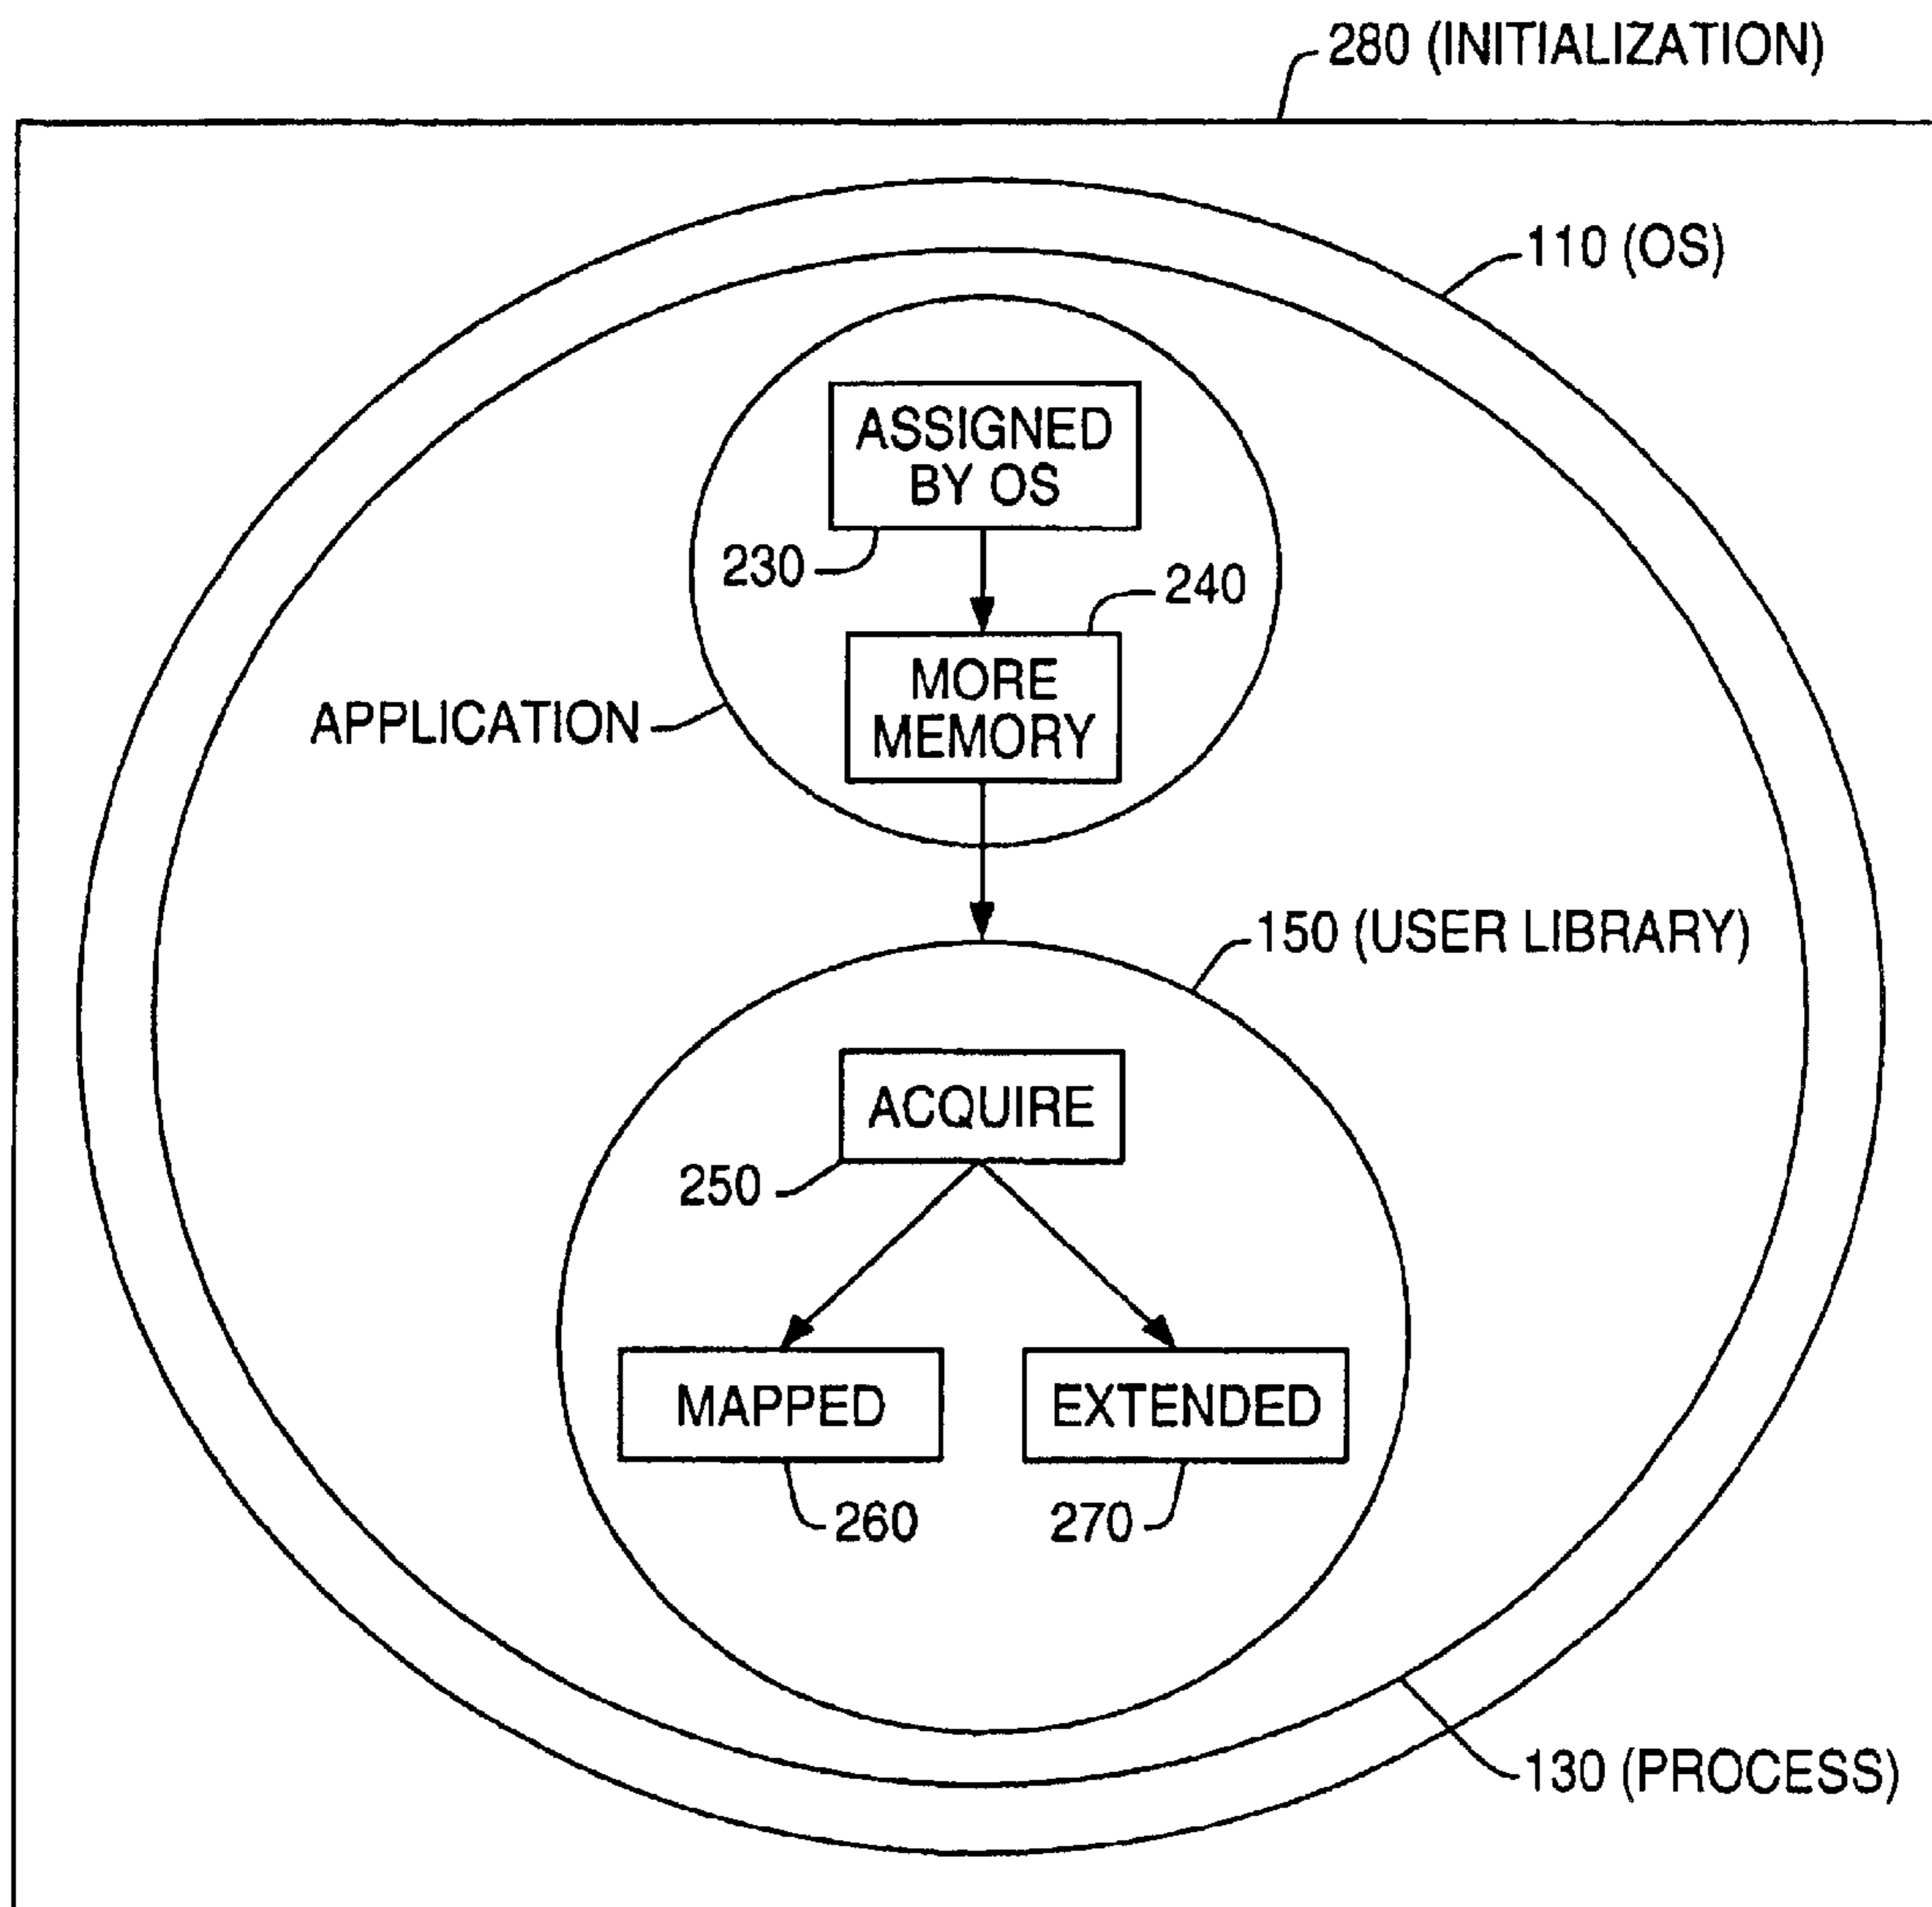 280 (INITIALIZATION)
110 (OS)
ASSIGNED
BY OS
230
240
MORE
MEMORY
APPLICATION
150 (USER LIBRARY)
ACQUIRE
250
MAPPED
EXTENDED
260
270
130 (PROCESS)